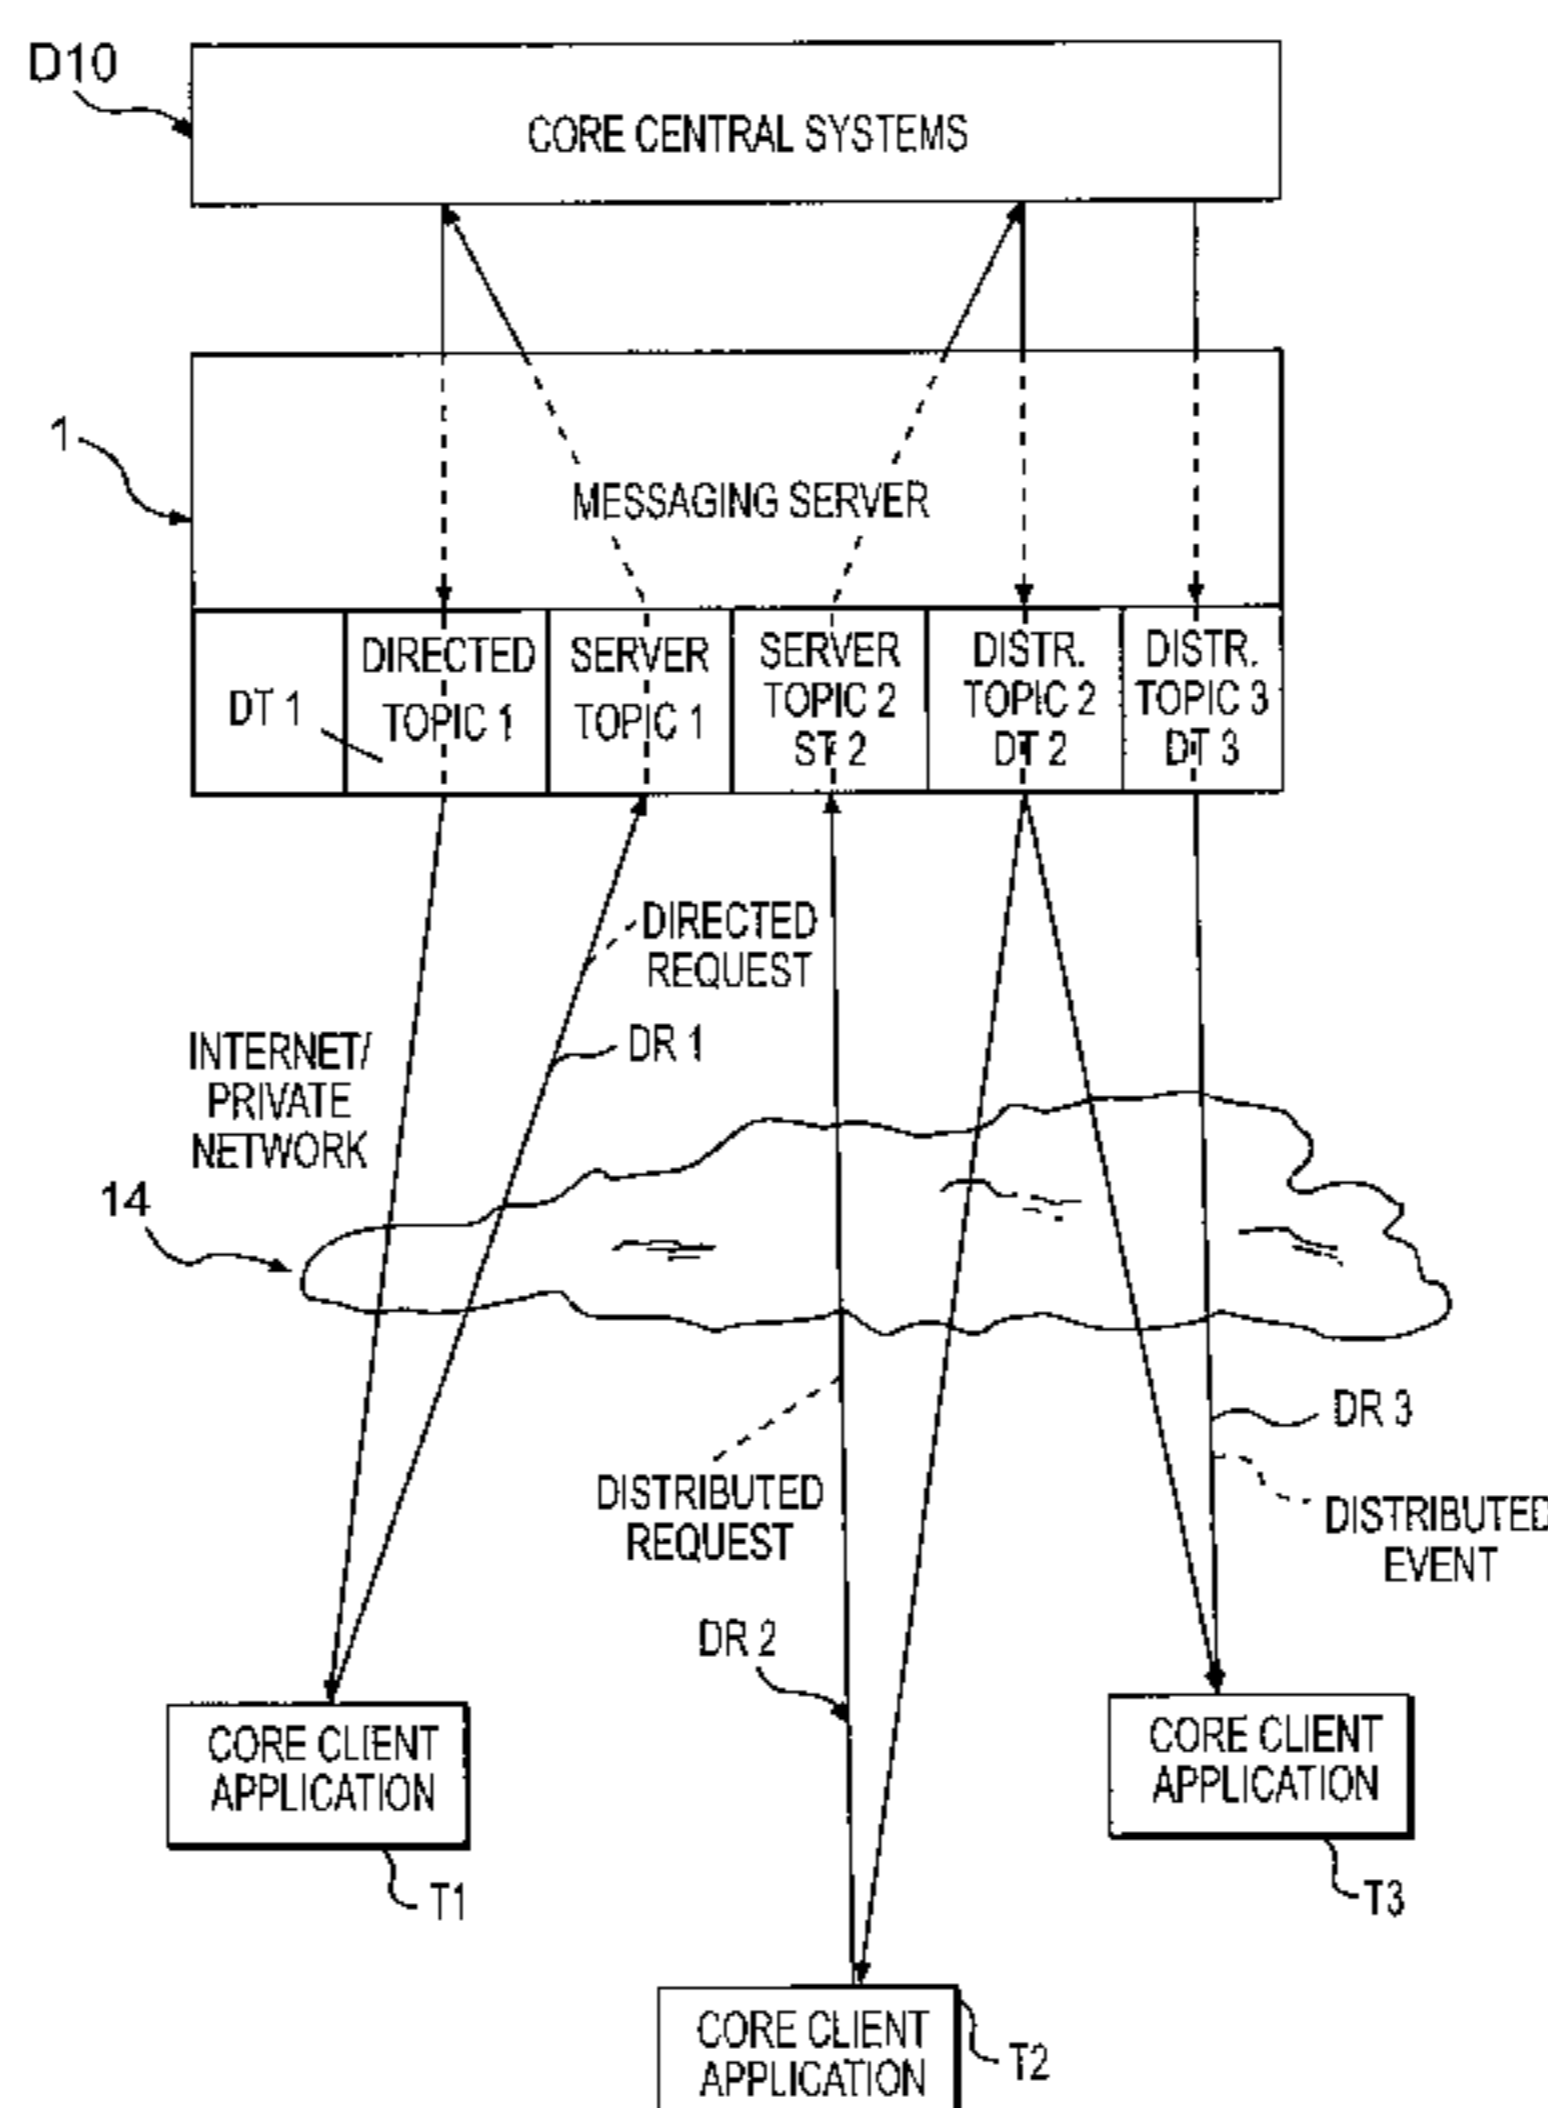 D10
CORE CENTRAL SYSTEMS
1
MESSAGING SERVER
DT 1
DIRECTED
TOPIC 1
SERVER
TOPIC 1
SERVER
TOPIC 2
ST 2
DISTR.
TOPIC 2
DT 2
DISTR.
TOPIC 3
DT 3
DIRECTED
REQUEST
DR 1
INTERNET/
PRIVATE
NETWORK
14
DR 3
DISTRIBUTED
REQUEST
DISTRIBUTED
EVENT
DR 2
CORE CLIENT
APPLICATION
T1
CORE CLIENT
APPLICATION
T3
CORE CLIENT
APPLICATION
T2